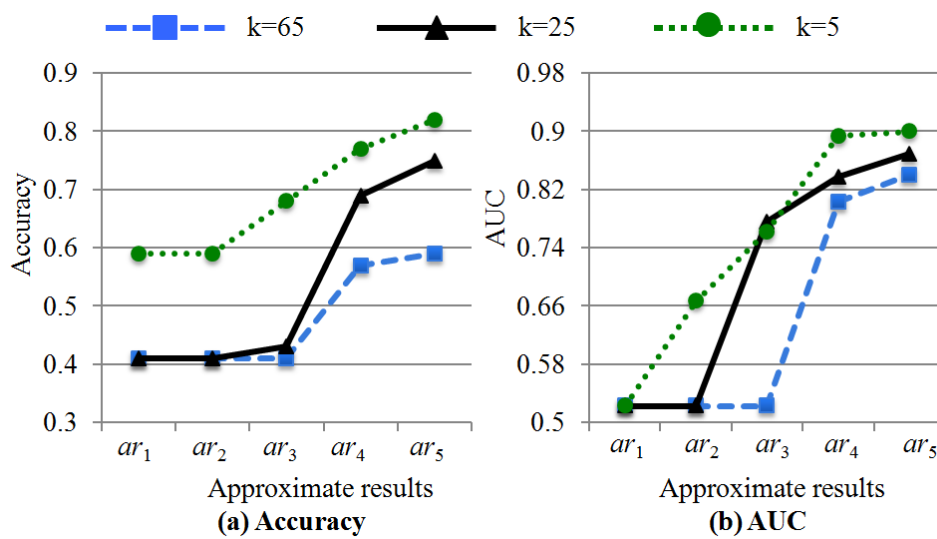 k=65 k=25 k=5
Accuracy
0.9
0.8
0.7
0.6
0.5
0.4
0.3
ar1 ar2 ar3 ar4 ar5
Approximate results
(a) Accuracy
AUC
0.98
0.9
0.82
0.74
0.66
0.58
0.5
ar1 ar2 ar3 ar4 ar5
Approximate results
(b) AUC